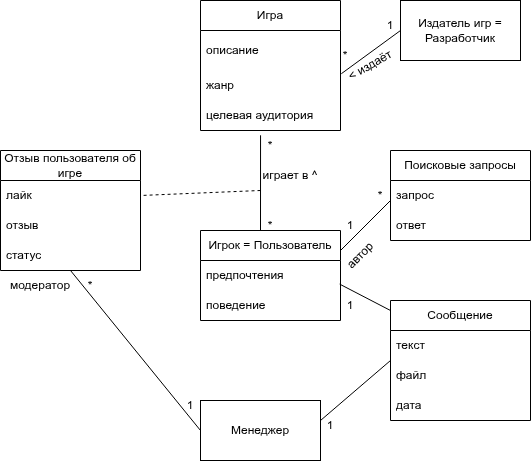 Игра
описание
жанр
целевая аудитория
1
*
< издаёт
Издатель игр =
Разработчик
Отзыв пользователя об
игре
лайк
отзыв
статус
*
играет в ^
*
Игрок = Пользователь
предпочтения
поведение
1
*
автор
Поисковые запросы
запрос
ответ
1
Сообщение
текст
файл
дата
модератор
*
1
Менеджер
1